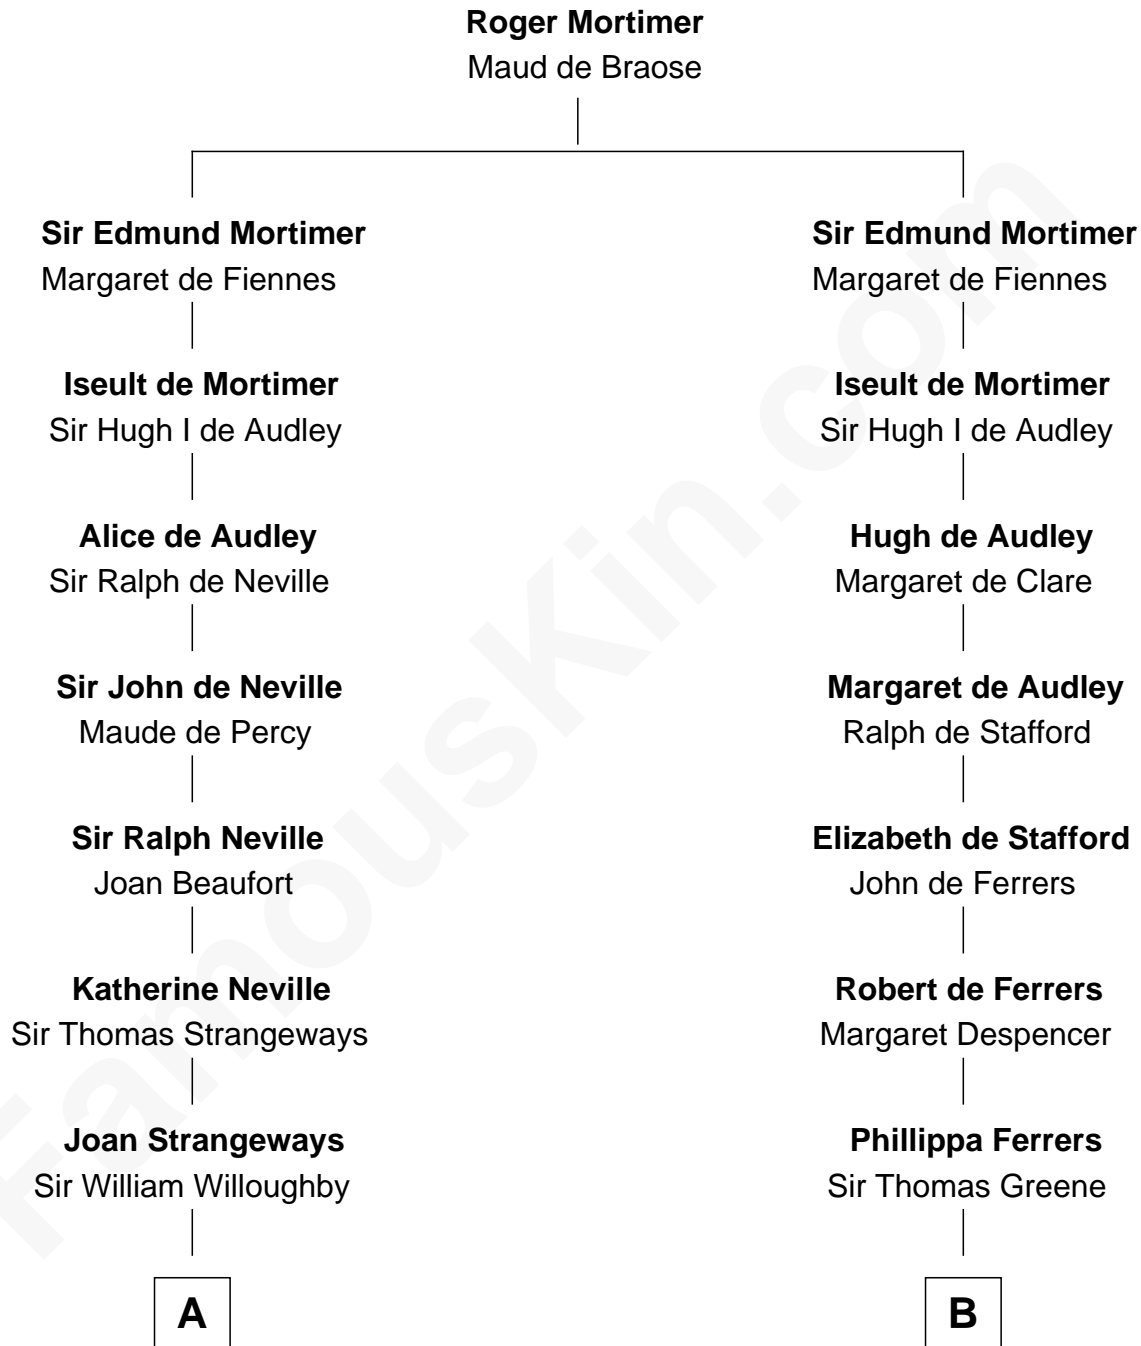 Roger Mortimer
Maud de Braose
Sir Edmund Mortimer
Margaret de Fiennes
Iseult de Mortimer
Sir Hugh I de Audley
Alice de Audley
Sir Ralph de Neville
Sir John de Neville
Maude de Percy
Sir Ralph Neville
Joan Beaufort
Katherine Neville
Sir Thomas Strangeways
Joan Strangeways
Sir William Willoughby
A
Sir Edmund Mortimer
Margaret de Fiennes
Iseult de Mortimer
Sir Hugh I de Audley
Hugh de Audley
Margaret de Clare
Margaret de Audley
Ralph de Stafford
Elizabeth de Stafford
John de Ferrers
Robert de Ferrers
Margaret Despencer
Phillippa Ferrers
Sir Thomas Greene
B
FamousKin.com